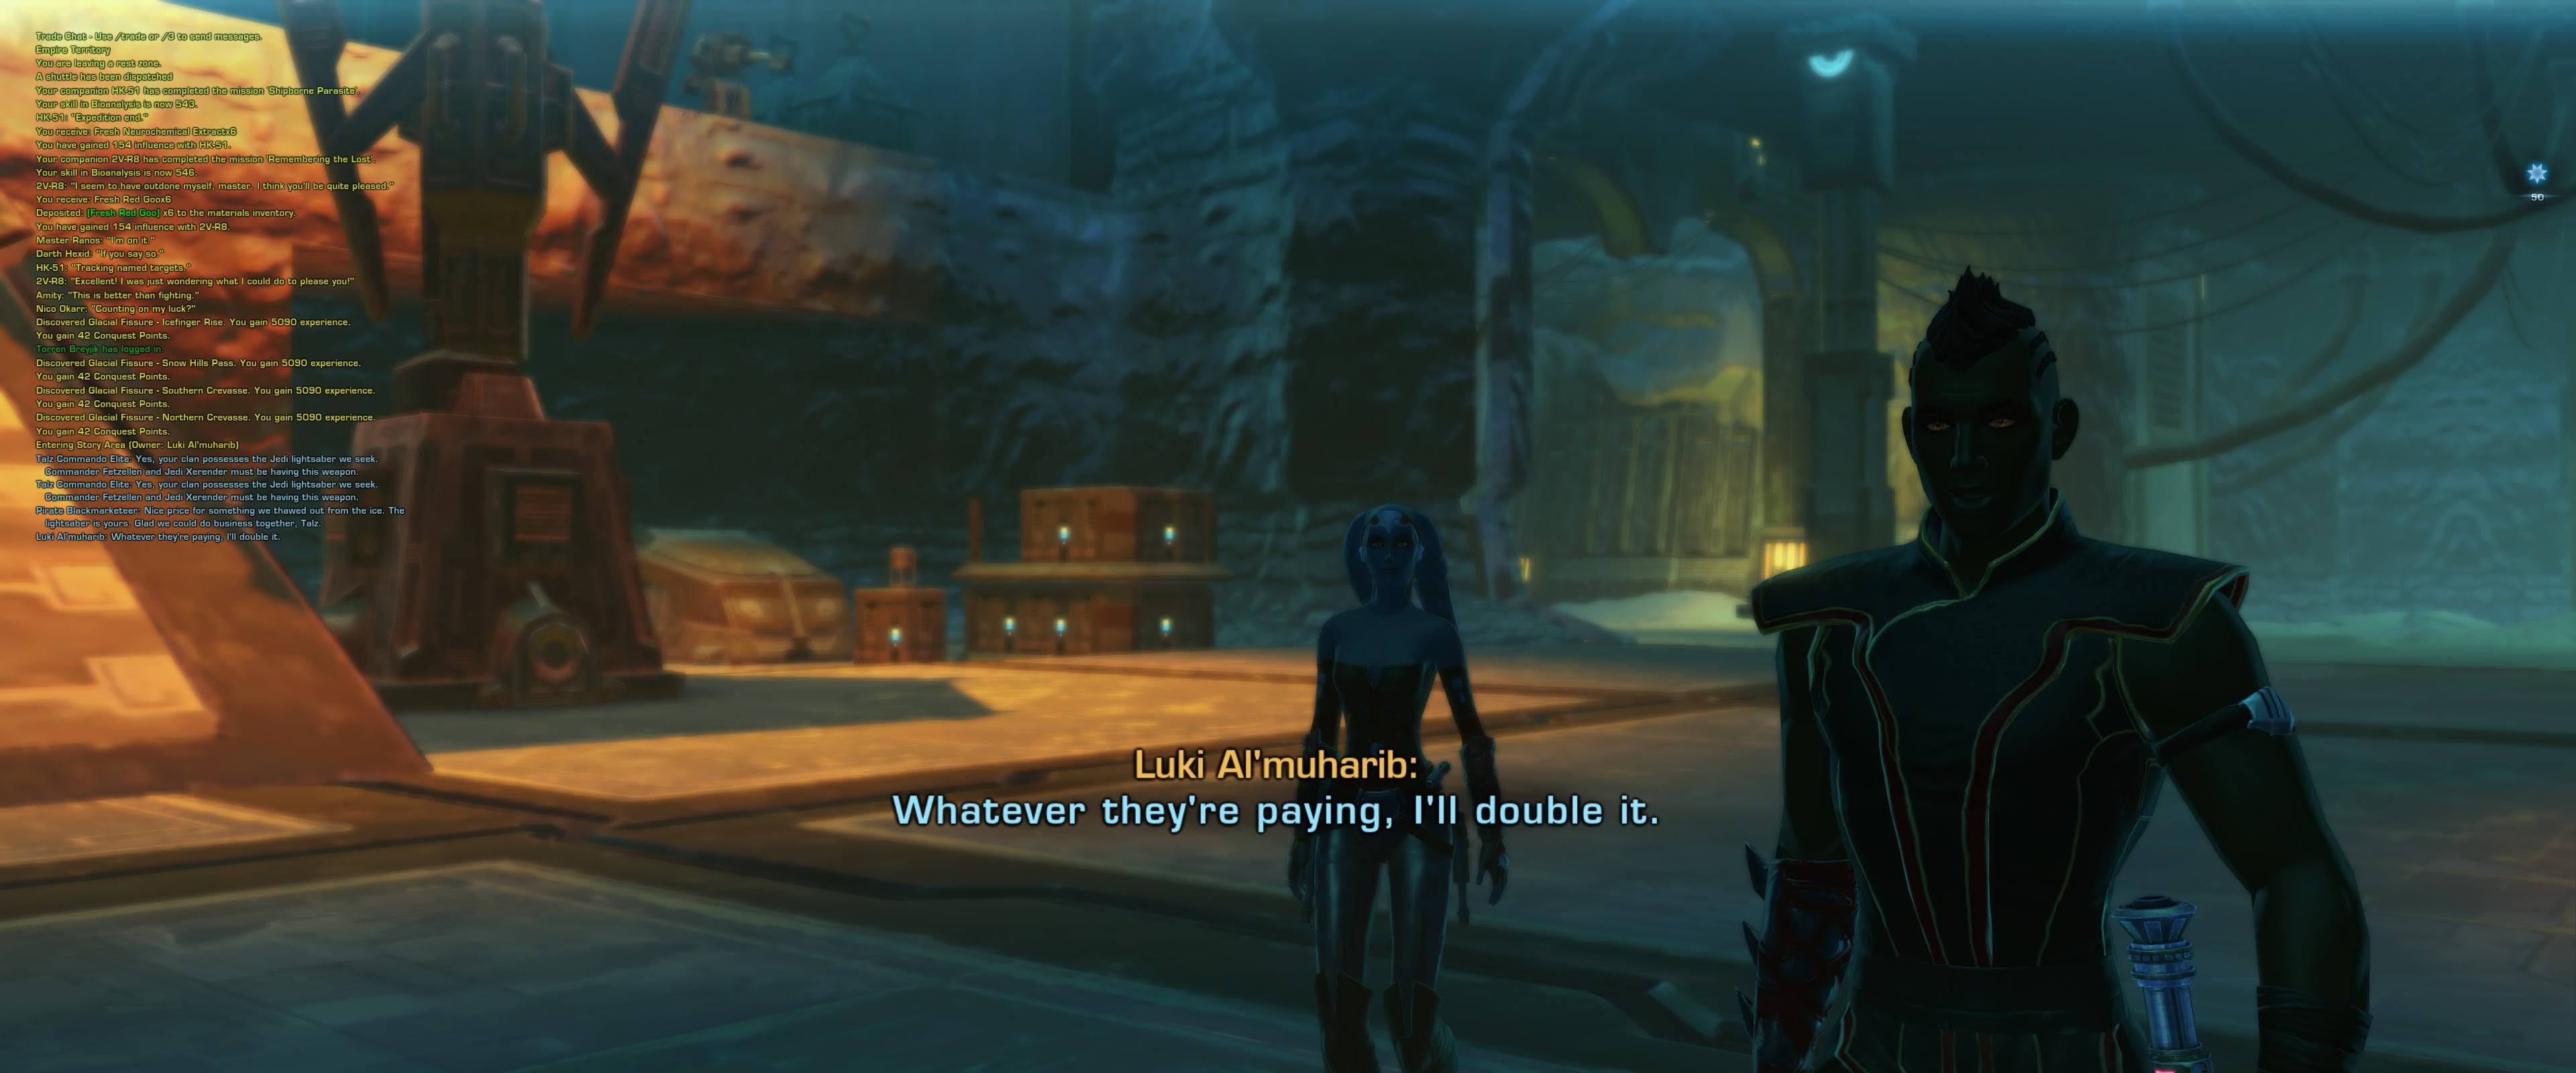 Trade Chat - Use /trade or /3 to send messages.
Empire Territory
You are leaving a rest zone.
A shuttle has been dispatched
Your companion HK-51 has completed the mission 'Shipborne Parasite'.
Your skill in Bioanalysis is now 543.
HK-51: "Expedition end."
You receive: Fresh Neurochemical Extractx6
You have gained 154 influence with HK-51.
Your companion 2V-R8 has completed the mission 'Remembering the Lost'.
Your skill in Bioanalysis is now 546.
2V-R8: "I seem to have outdone myself, master. I think you'll be quite pleased."
You receive: Fresh Red Goox6
Deposited: [Fresh Red Goo] x6 to the materials inventory.
You have gained 154 influence with 2V-R8.
Master Ranos: "I'm on it."
Darth Hexid: "If you say so."
HK-51: "Tracking named targets."
2V-R8: "Excellent! I was just wondering what I could do to please you!"
Amity: "This is better than fighting."
Nico Okarr: "Counting on my luck?"
Discovered Glacial Fissure - Icefinger Rise. You gain 5090 experience.
You gain 42 Conquest Points.
Torren Breyjik has logged in.
Discovered Glacial Fissure - Snow Hills Pass. You gain 5090 experience.
You gain 42 Conquest Points.
Discovered Glacial Fissure - Southern Crevasse. You gain 5090 experience.
You gain 42 Conquest Points.
Discovered Glacial Fissure - Northern Crevasse. You gain 5090 experience.
You gain 42 Conquest Points.
Entering Story Area (Owner: Luki Al'muharib)
Talz Commando Elite: Yes, your clan possesses the Jedi lightsaber we seek.
Commander Fetzellen and Jedi Xerender must be having this weapon.
Talz Commando Elite: Yes, your clan possesses the Jedi lightsaber we seek.
Commander Fetzellen and Jedi Xerender must be having this weapon.
Pirate Blackmarketeer: Nice price for something we thawed out from the ice. The
lightsaber is yours. Glad we could do business together, Talz.
Luki Al'muharib: Whatever they're paying, I'll double it.
50
Luki Al'muharib:
Whatever they're paying, I'll double it.